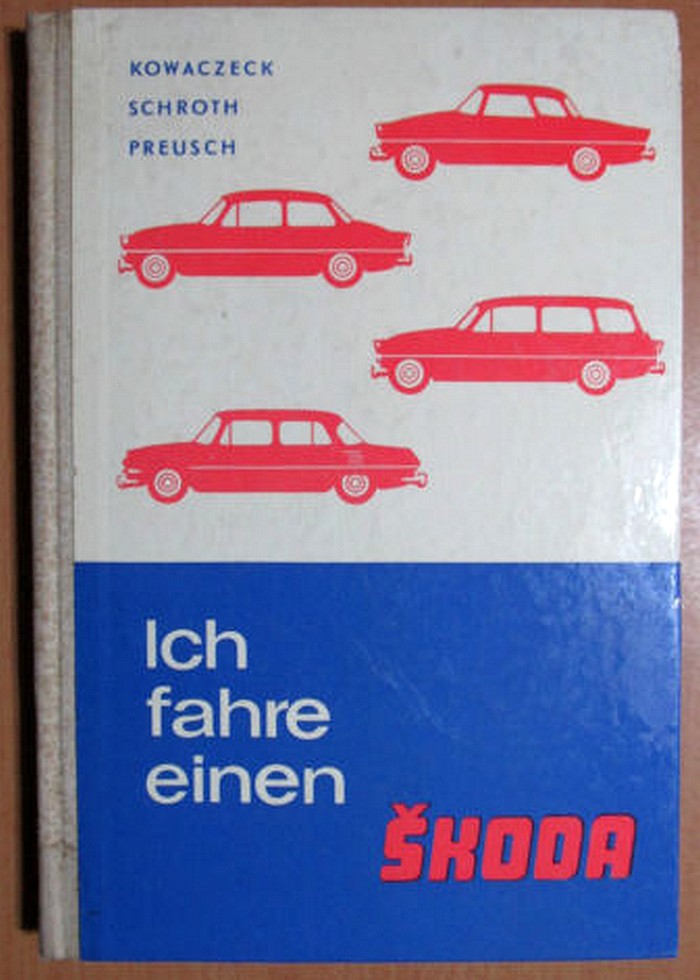 KOWACZECK
SCHROTH
PREUSCH
Ich
fahre
einen
ŠKODA